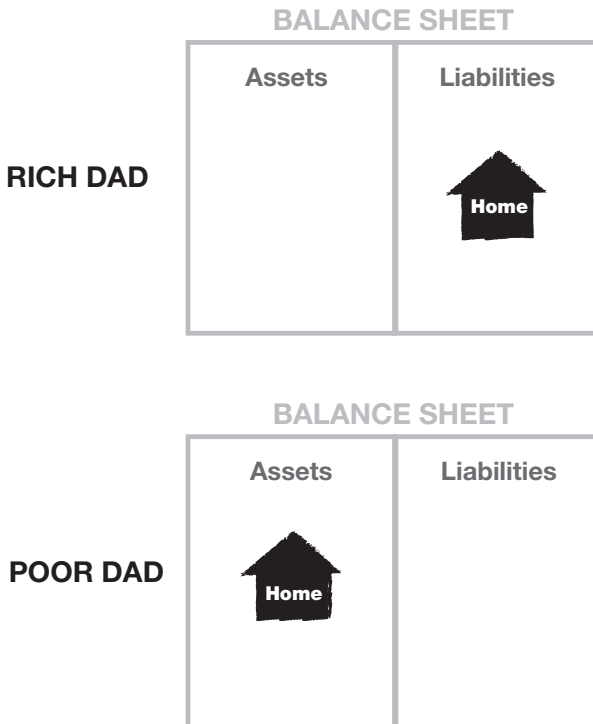 BALANCE SHEET
Assets Liabilities
RICH DAD
Home
BALANCE SHEET
Assets Liabilities
POOR DAD
Home